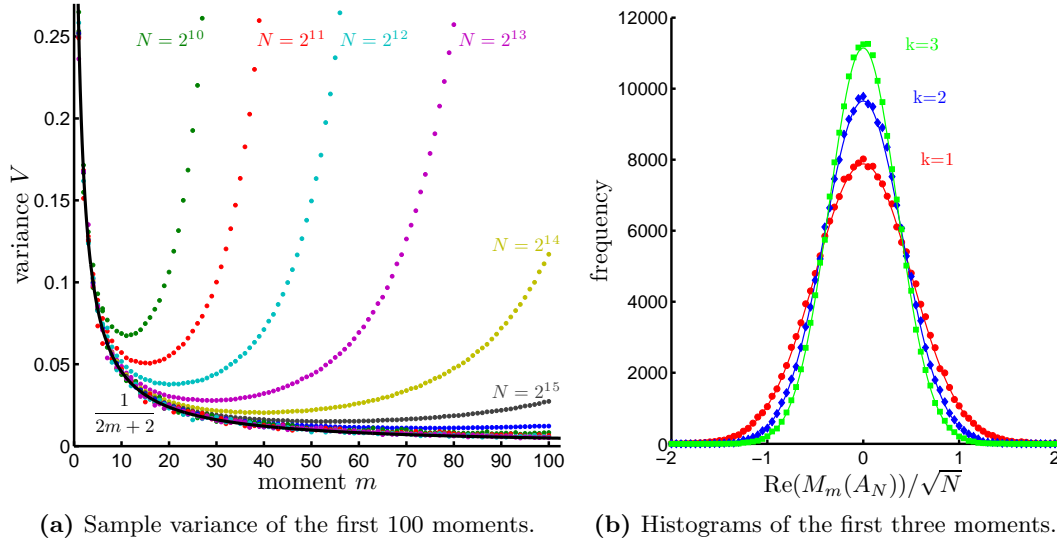 0.25
0.2
0.15
0.1
0.05
0
variance V
N = 2^10
N = 2^11
N = 2^12
N = 2^13
N = 2^14
N = 2^15
1
2m + 2
0 10 20 30 40 50 60 70 80 90 100
moment m
(a) Sample variance of the first 100 moments.
12000
10000
8000
6000
4000
2000
0
frequency
k=3
k=2
k=1
−2 −1 0 1 2
Re(M_m(A_N))/√N
(b) Histograms of the first three moments.